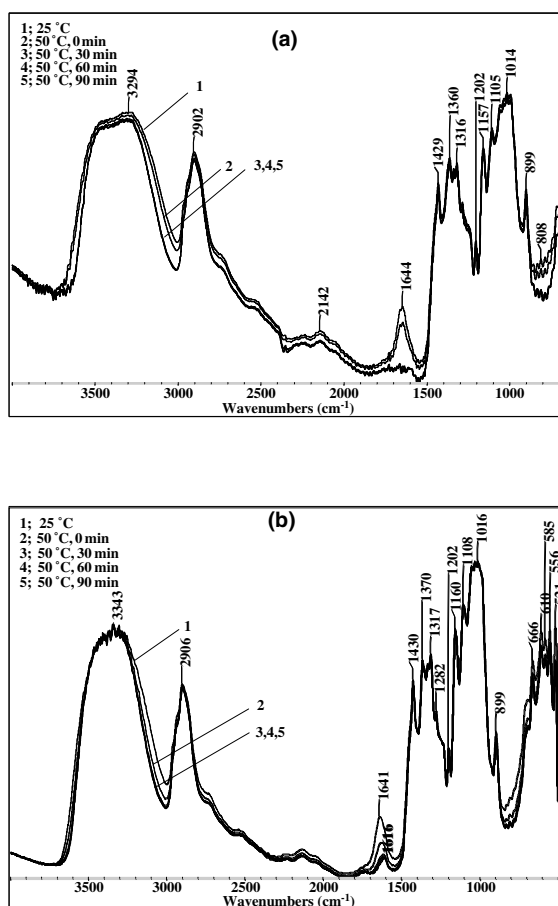 1; 25 ˚C
2; 50 ˚C, 0 min
3; 50 ˚C, 30 min
4; 50 ˚C, 60 min
5; 50 ˚C, 90 min
(a)
3294
1
2902
2
3,4,5
2142
1644
1429
1360
1316
1202
1157
1105
1014
899
808
3500 3000 2500 2000 1500 1000
Wavenumbers (cm-1)
1; 25 ˚C
2; 50 ˚C, 0 min
3; 50 ˚C, 30 min
4; 50 ˚C, 60 min
5; 50 ˚C, 90 min
(b)
3343
1
2906
2
3,4,5
1641
1616
1430
1370
1317
1282
1202
1160
1108
1016
899
666
610
585
556
3500 3000 2500 2000 1500 1000
Wavenumbers (cm-1)